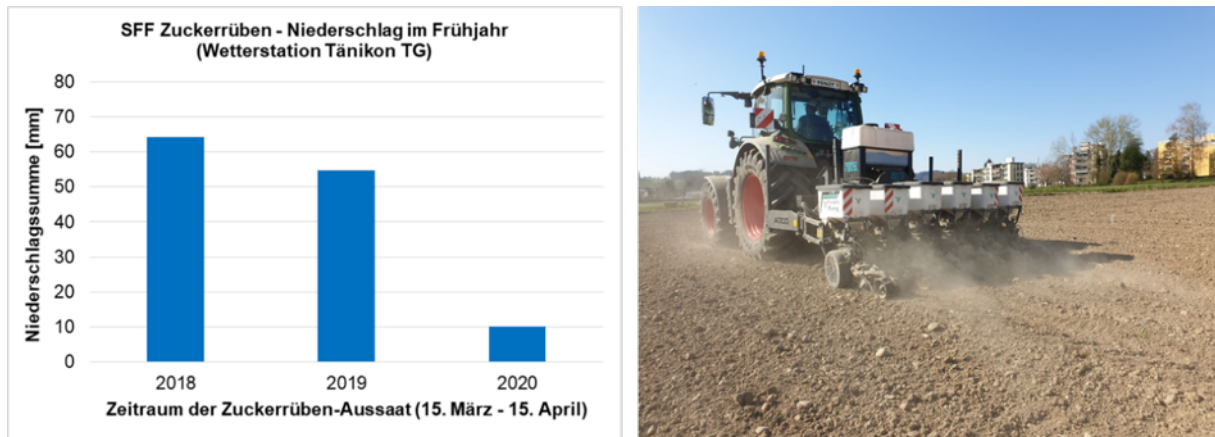 SFF Zuckerrüben - Niederschlag im Frühjahr
(Wetterstation Tänikon TG)
Niederschlagssumme [mm]
80
70
60
50
40
30
20
10
0
2018
2019
2020
Zeitraum der Zuckerrüben-Aussaat (15. März - 15. April)
FENDT